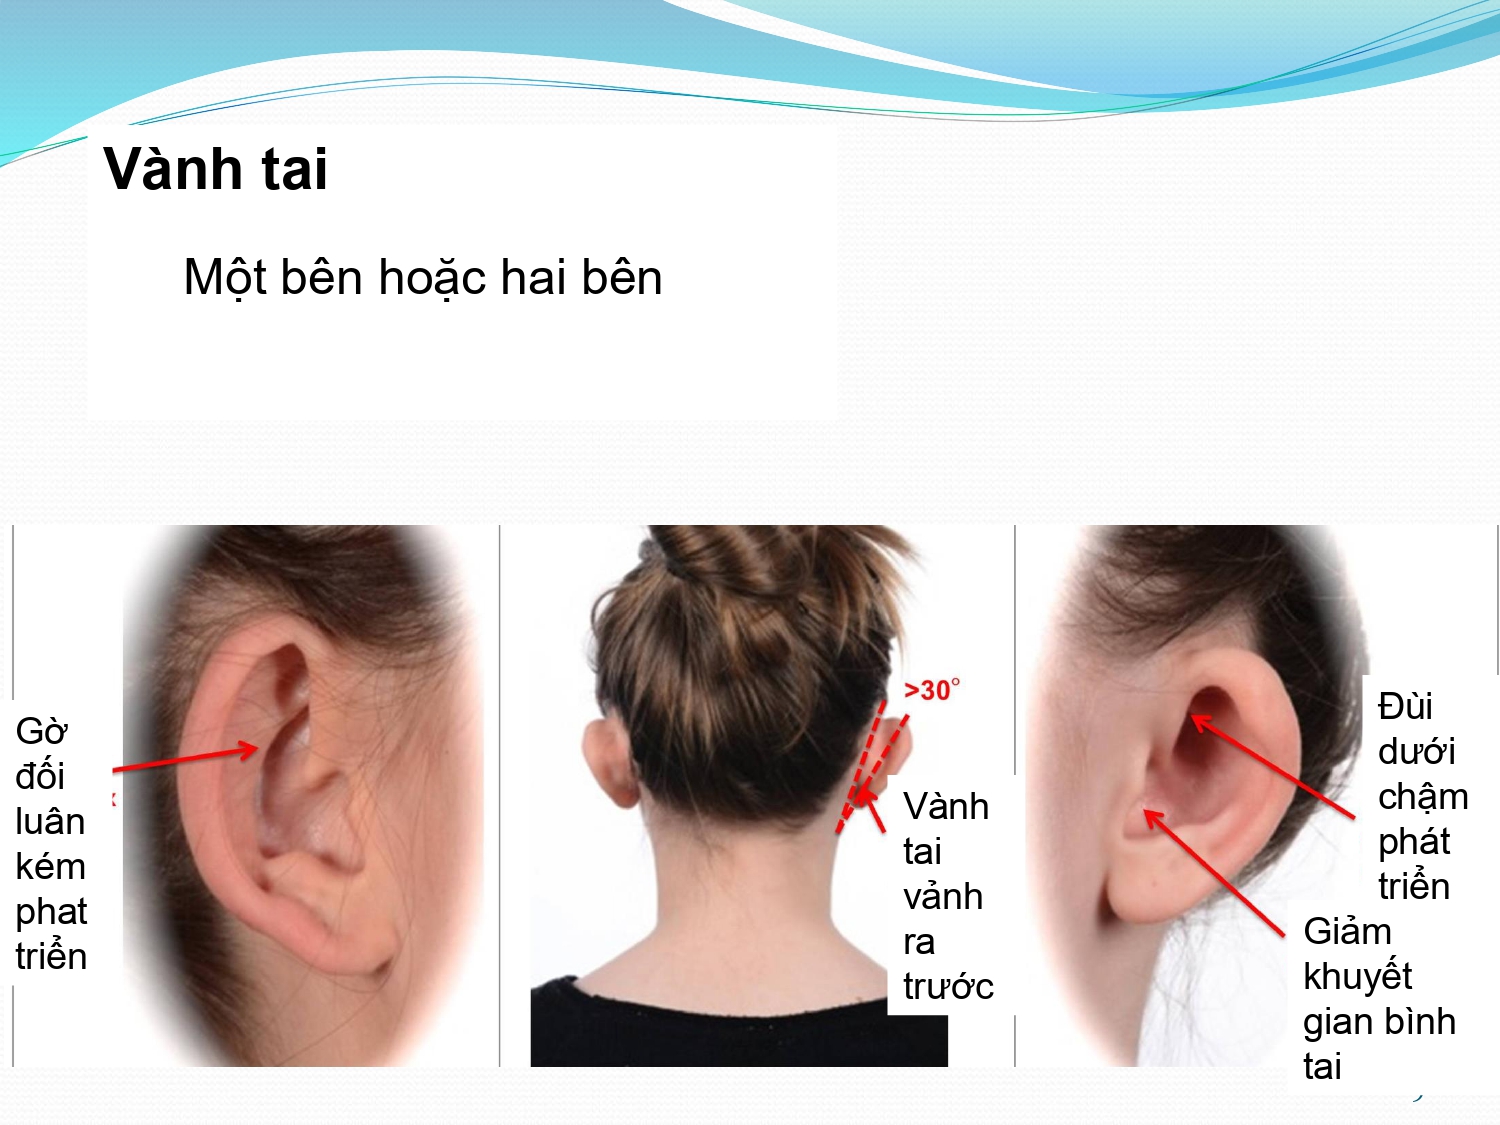 Vành tai
Một bên hoặc hai bên
Gờ
đối
luân
kém
phat
triển
>30°
Vành
tai
vảnh
ra
trước
Đùi
dưới
chậm
phát
triển
Giảm
khuyết
gian bình
tai